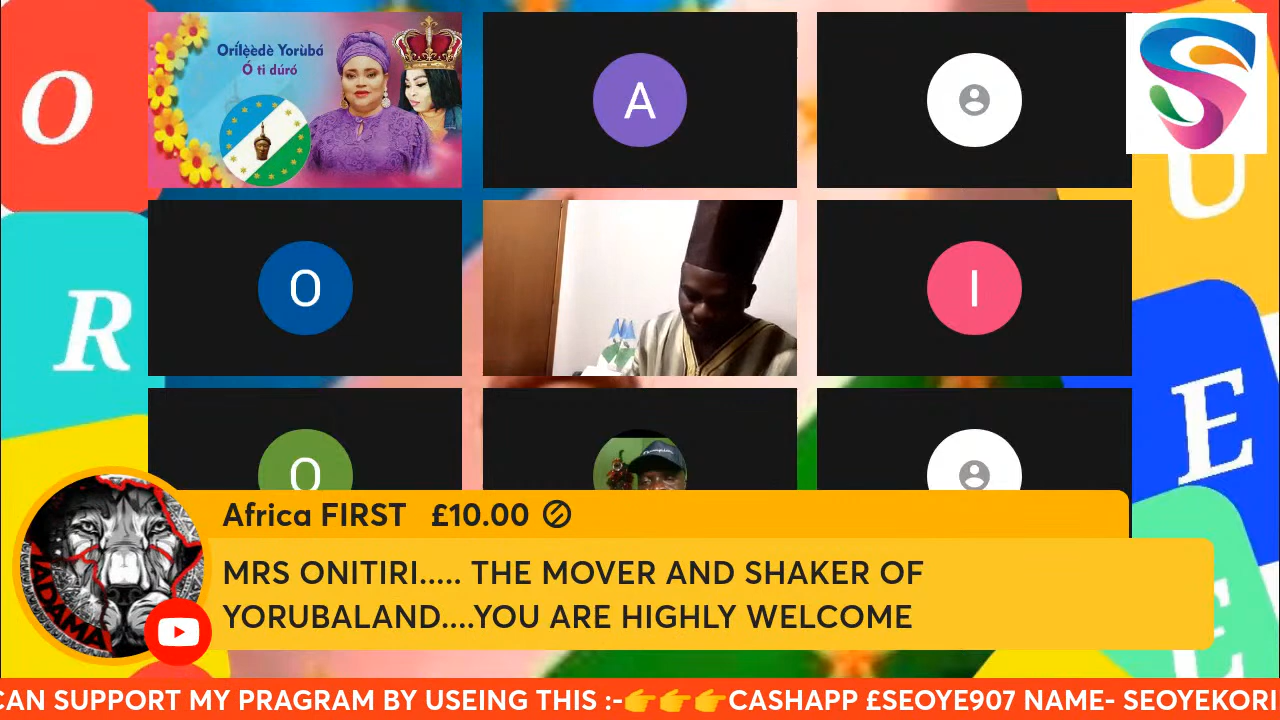 O
Orílẹ̀èdè Yorùbá
Ó ti dúró
A
S
U
R
O
I
E
O
Africa FIRST £10.00
MRS ONITIRI..... THE MOVER AND SHAKER OF
YORUBALAND....YOU ARE HIGHLY WELCOME
JADAMA
E
CAN SUPPORT MY PRAGRAM BY USEING THIS :-👉👉👉CASHAPP £SEOYE907 NAME- SEOYEKORI